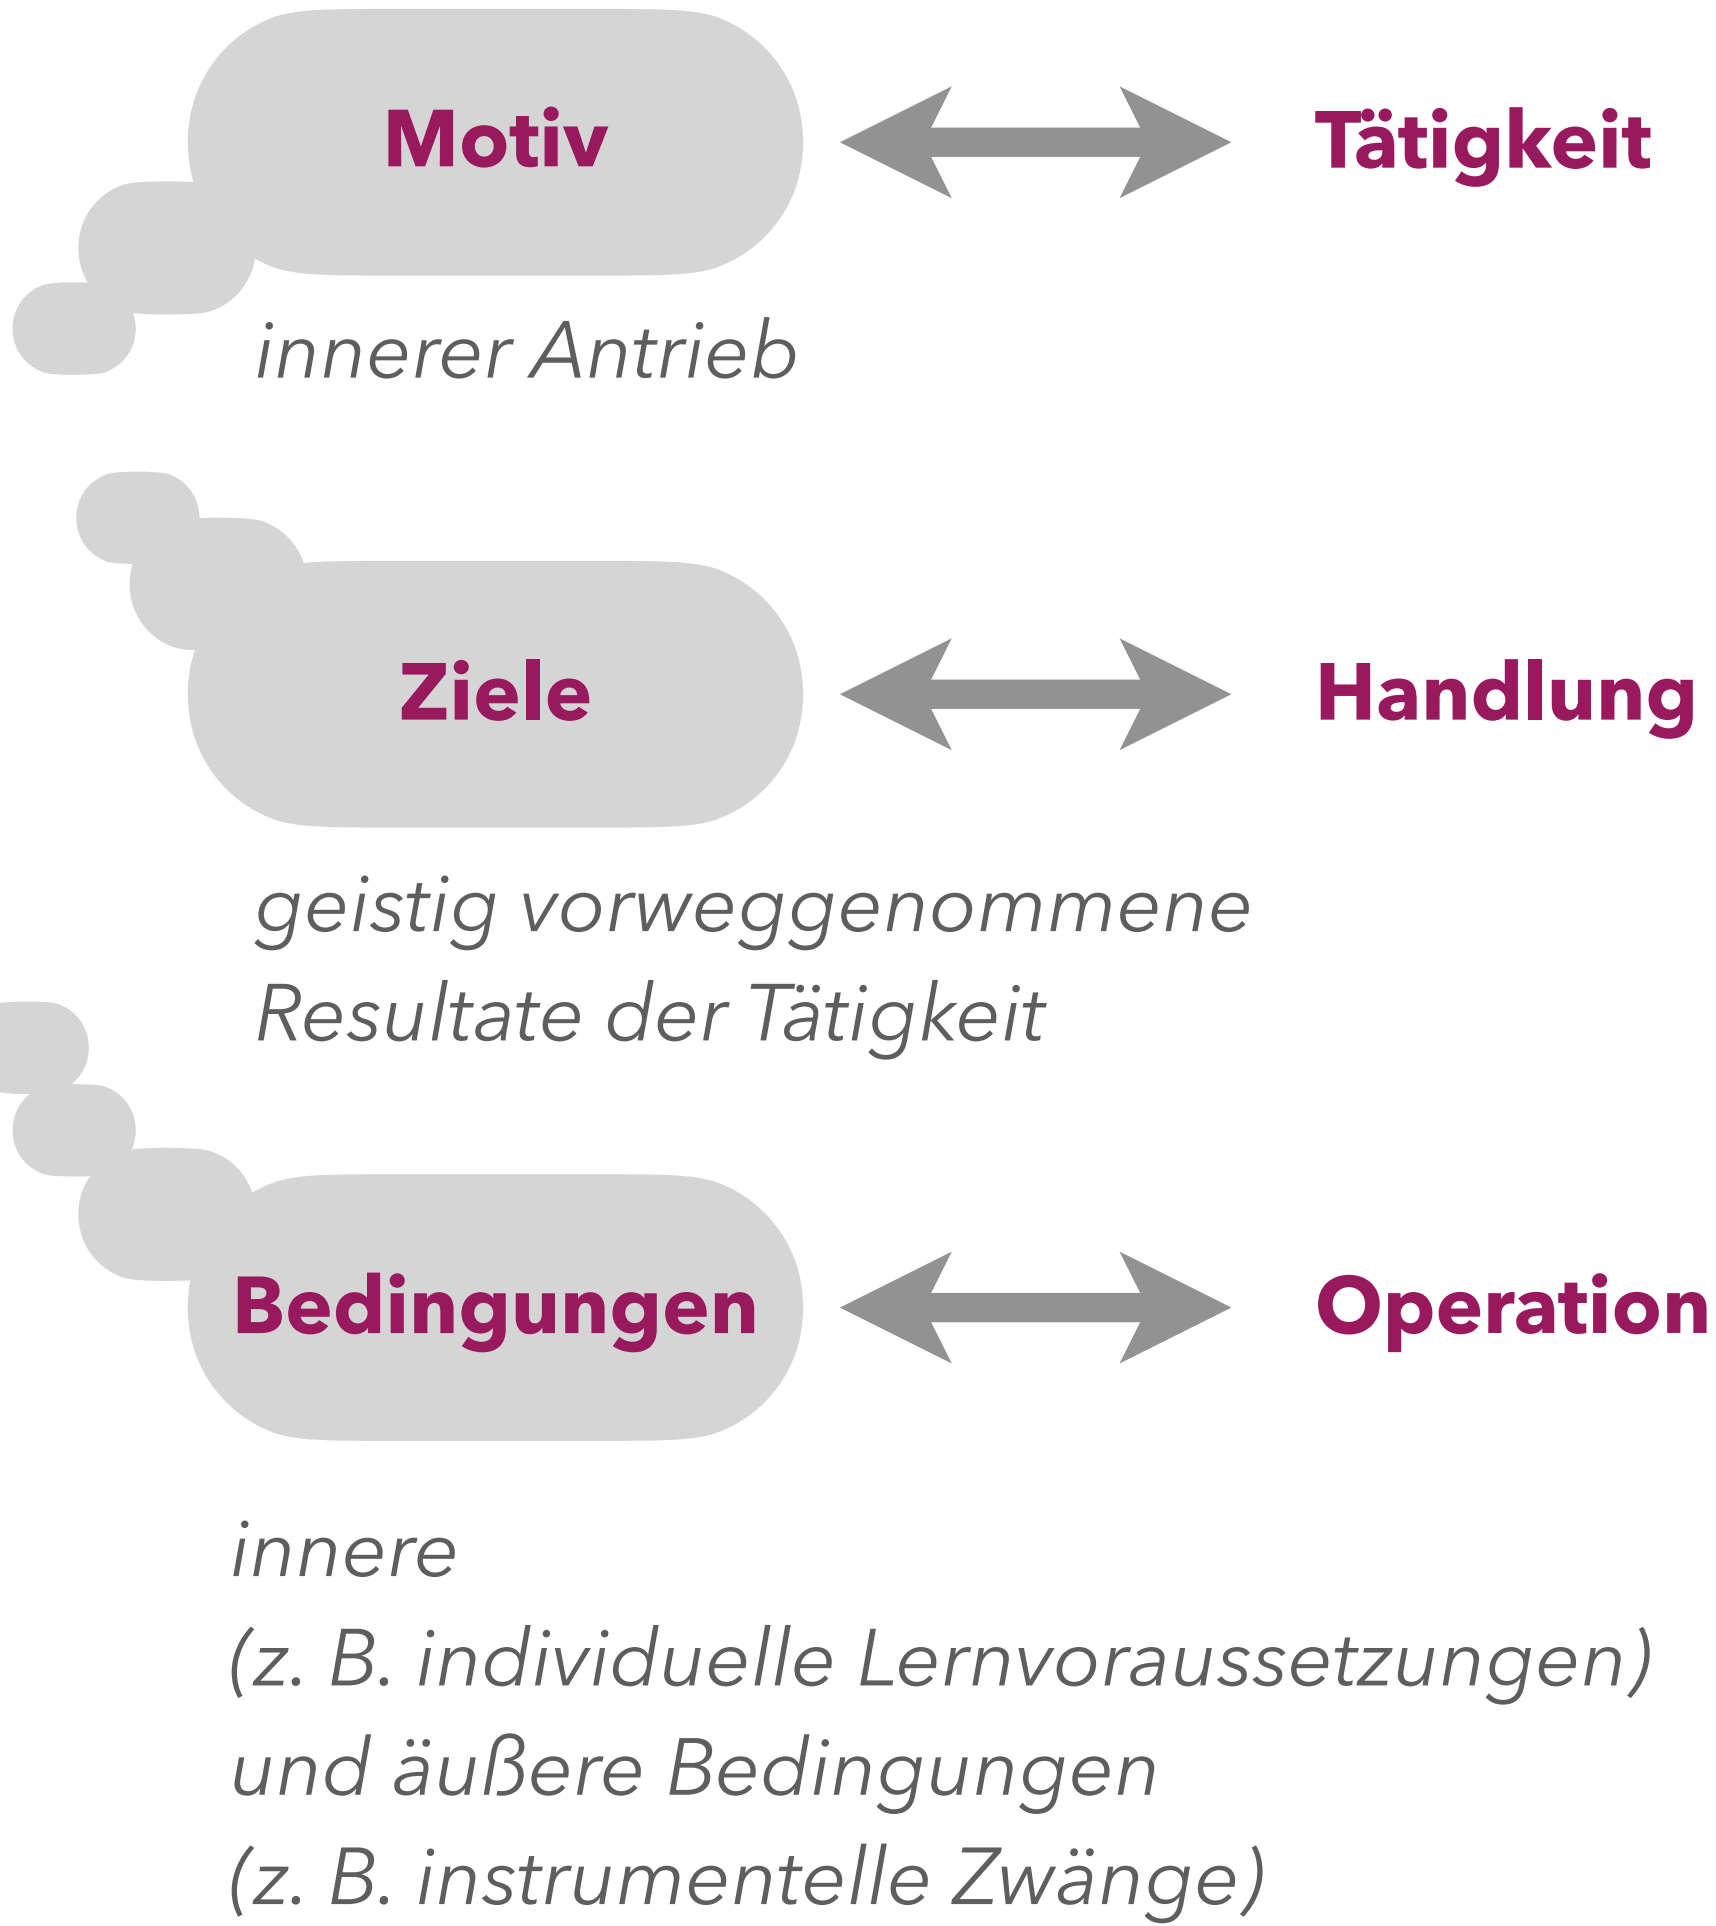 Motiv
Tätigkeit
innerer Antrieb
Ziele
Handlung
geistig vorweggenommene
Resultate der Tätigkeit
Bedingungen
Operation
innere
(z. B. individuelle Lernvoraussetzungen)
und äußere Bedingungen
(z. B. instrumentelle Zwänge)